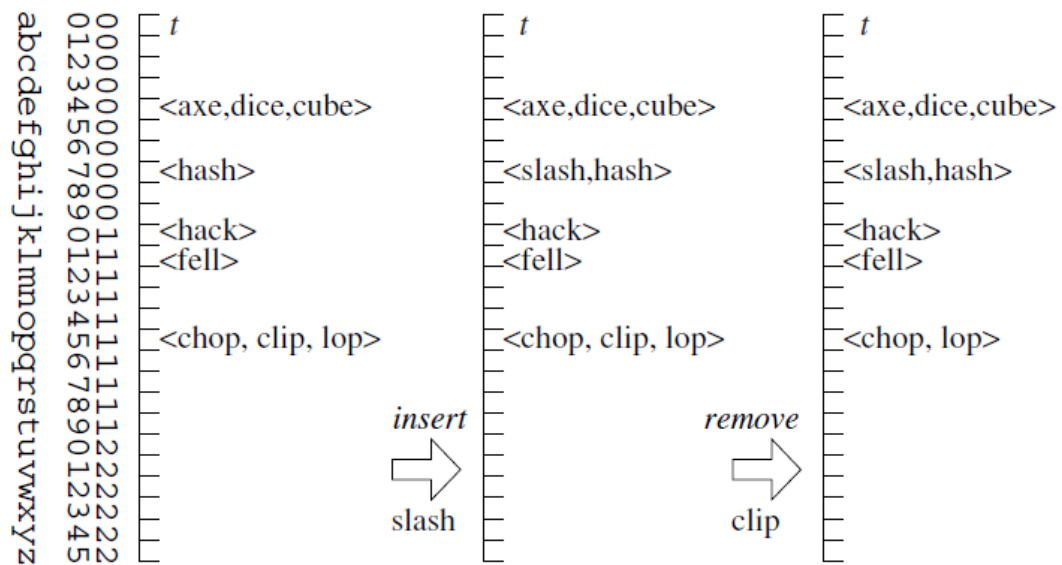 00000000001111111111222222
01234567890123456789012345
abcdefghijklmnopqrstuvwxyz
t
<axe,dice,cube>
<hash>
<hack>
<fell>
<chop, clip, lop>
insert
slash
t
<axe,dice,cube>
<slash,hash>
<hack>
<fell>
<chop, clip, lop>
remove
clip
t
<axe,dice,cube>
<slash,hash>
<hack>
<fell>
<chop, lop>